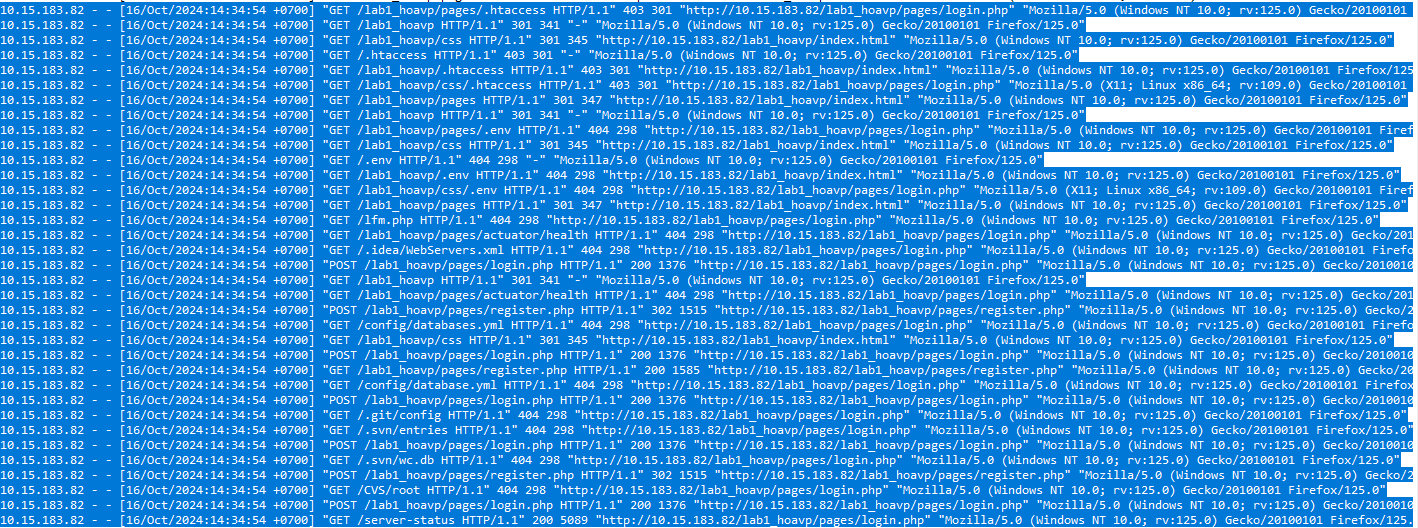 10.15.183.82 - - [16/Oct/2024:14:34:54 +0700] "GET /lab1_hoavp/pages/.htaccess HTTP/1.1" 403 301 "http://10.15.183.82/lab1_hoavp/pages/login.php" "Mozilla/5.0 (Windows NT 10.0; rv:125.0) Gecko/20100101
10.15.183.82 - - [16/Oct/2024:14:34:54 +0700] "GET /lab1_hoavp HTTP/1.1" 301 341 "-" "Mozilla/5.0 (Windows NT 10.0; rv:125.0) Gecko/20100101 Firefox/125.0"
10.15.183.82 - - [16/Oct/2024:14:34:54 +0700] "GET /lab1_hoavp/css HTTP/1.1" 301 345 "http://10.15.183.82/lab1_hoavp/index.html" "Mozilla/5.0 (Windows NT 10.0; rv:125.0) Gecko/20100101 Firefox/125.0"
10.15.183.82 - - [16/Oct/2024:14:34:54 +0700] "GET /.htaccess HTTP/1.1" 403 301 "-" "Mozilla/5.0 (Windows NT 10.0; rv:125.0) Gecko/20100101 Firefox/125.0"
10.15.183.82 - - [16/Oct/2024:14:34:54 +0700] "GET /lab1_hoavp/.htaccess HTTP/1.1" 403 301 "http://10.15.183.82/lab1_hoavp/index.html" "Mozilla/5.0 (Windows NT 10.0; rv:125.0) Gecko/20100101 Firefox/125
10.15.183.82 - - [16/Oct/2024:14:34:54 +0700] "GET /lab1_hoavp/css/.htaccess HTTP/1.1" 403 301 "http://10.15.183.82/lab1_hoavp/pages/login.php" "Mozilla/5.0 (X11; Linux x86_64; rv:109.0) Gecko/20100101
10.15.183.82 - - [16/Oct/2024:14:34:54 +0700] "GET /lab1_hoavp/pages HTTP/1.1" 301 347 "http://10.15.183.82/lab1_hoavp/index.html" "Mozilla/5.0 (Windows NT 10.0; rv:125.0) Gecko/20100101 Firefox/125.0"
10.15.183.82 - - [16/Oct/2024:14:34:54 +0700] "GET /lab1_hoavp HTTP/1.1" 301 341 "-" "Mozilla/5.0 (Windows NT 10.0; rv:125.0) Gecko/20100101 Firefox/125.0"
10.15.183.82 - - [16/Oct/2024:14:34:54 +0700] "GET /lab1_hoavp/pages/.env HTTP/1.1" 404 298 "http://10.15.183.82/lab1_hoavp/pages/login.php" "Mozilla/5.0 (Windows NT 10.0; rv:125.0) Gecko/20100101 Firef
10.15.183.82 - - [16/Oct/2024:14:34:54 +0700] "GET /lab1_hoavp/css HTTP/1.1" 301 345 "http://10.15.183.82/lab1_hoavp/index.html" "Mozilla/5.0 (Windows NT 10.0; rv:125.0) Gecko/20100101 Firefox/125.0"
10.15.183.82 - - [16/Oct/2024:14:34:54 +0700] "GET /.env HTTP/1.1" 404 298 "-" "Mozilla/5.0 (Windows NT 10.0; rv:125.0) Gecko/20100101 Firefox/125.0"
10.15.183.82 - - [16/Oct/2024:14:34:54 +0700] "GET /lab1_hoavp/.env HTTP/1.1" 404 298 "http://10.15.183.82/lab1_hoavp/index.html" "Mozilla/5.0 (Windows NT 10.0; rv:125.0) Gecko/20100101 Firefox/125.0"
10.15.183.82 - - [16/Oct/2024:14:34:54 +0700] "GET /lab1_hoavp/css/.env HTTP/1.1" 404 298 "http://10.15.183.82/lab1_hoavp/pages/login.php" "Mozilla/5.0 (X11; Linux x86_64; rv:109.0) Gecko/20100101 Firef
10.15.183.82 - - [16/Oct/2024:14:34:54 +0700] "GET /lab1_hoavp/pages HTTP/1.1" 301 347 "http://10.15.183.82/lab1_hoavp/index.html" "Mozilla/5.0 (Windows NT 10.0; rv:125.0) Gecko/20100101 Firefox/125.0"
10.15.183.82 - - [16/Oct/2024:14:34:54 +0700] "GET /lfm.php HTTP/1.1" 404 298 "http://10.15.183.82/lab1_hoavp/pages/login.php" "Mozilla/5.0 (Windows NT 10.0; rv:125.0) Gecko/20100101 Firefox/125.0"
10.15.183.82 - - [16/Oct/2024:14:34:54 +0700] "GET /lab1_hoavp/pages/actuator/health HTTP/1.1" 404 298 "http://10.15.183.82/lab1_hoavp/pages/login.php" "Mozilla/5.0 (Windows NT 10.0; rv:125.0) Gecko/201
10.15.183.82 - - [16/Oct/2024:14:34:54 +0700] "GET /.idea/WebServers.xml HTTP/1.1" 404 298 "http://10.15.183.82/lab1_hoavp/pages/login.php" "Mozilla/5.0 (Windows NT 10.0; rv:125.0) Gecko/20100101 Firefo
10.15.183.82 - - [16/Oct/2024:14:34:54 +0700] "POST /lab1_hoavp/pages/login.php HTTP/1.1" 200 1376 "http://10.15.183.82/lab1_hoavp/pages/login.php" "Mozilla/5.0 (Windows NT 10.0; rv:125.0) Gecko/2010010
10.15.183.82 - - [16/Oct/2024:14:34:54 +0700] "GET /lab1_hoavp HTTP/1.1" 301 341 "-" "Mozilla/5.0 (Windows NT 10.0; rv:125.0) Gecko/20100101 Firefox/125.0"
10.15.183.82 - - [16/Oct/2024:14:34:54 +0700] "GET /lab1_hoavp/pages/actuator/health HTTP/1.1" 404 298 "http://10.15.183.82/lab1_hoavp/pages/login.php" "Mozilla/5.0 (Windows NT 10.0; rv:125.0) Gecko/201
10.15.183.82 - - [16/Oct/2024:14:34:54 +0700] "POST /lab1_hoavp/pages/register.php HTTP/1.1" 302 1515 "http://10.15.183.82/lab1_hoavp/pages/register.php" "Mozilla/5.0 (Windows NT 10.0; rv:125.0) Gecko/2
10.15.183.82 - - [16/Oct/2024:14:34:54 +0700] "GET /config/databases.yml HTTP/1.1" 404 298 "http://10.15.183.82/lab1_hoavp/pages/login.php" "Mozilla/5.0 (Windows NT 10.0; rv:125.0) Gecko/20100101 Firefo
10.15.183.82 - - [16/Oct/2024:14:34:54 +0700] "GET /lab1_hoavp/css HTTP/1.1" 301 345 "http://10.15.183.82/lab1_hoavp/index.html" "Mozilla/5.0 (Windows NT 10.0; rv:125.0) Gecko/20100101 Firefox/125.0"
10.15.183.82 - - [16/Oct/2024:14:34:54 +0700] "POST /lab1_hoavp/pages/login.php HTTP/1.1" 200 1376 "http://10.15.183.82/lab1_hoavp/pages/login.php" "Mozilla/5.0 (Windows NT 10.0; rv:125.0) Gecko/2010010
10.15.183.82 - - [16/Oct/2024:14:34:54 +0700] "POST /lab1_hoavp/pages/register.php HTTP/1.1" 200 1585 "http://10.15.183.82/lab1_hoavp/pages/register.php" "Mozilla/5.0 (Windows NT 10.0; rv:125.0) Gecko/2
10.15.183.82 - - [16/Oct/2024:14:34:54 +0700] "GET /config/database.yml HTTP/1.1" 404 298 "http://10.15.183.82/lab1_hoavp/pages/login.php" "Mozilla/5.0 (Windows NT 10.0; rv:125.0) Gecko/20100101 Firefox
10.15.183.82 - - [16/Oct/2024:14:34:54 +0700] "POST /lab1_hoavp/pages/login.php HTTP/1.1" 200 1376 "http://10.15.183.82/lab1_hoavp/pages/login.php" "Mozilla/5.0 (Windows NT 10.0; rv:125.0) Gecko/2010010
10.15.183.82 - - [16/Oct/2024:14:34:54 +0700] "GET /.git/config HTTP/1.1" 404 298 "http://10.15.183.82/lab1_hoavp/pages/login.php" "Mozilla/5.0 (Windows NT 10.0; rv:125.0) Gecko/20100101 Firefox/125.0"
10.15.183.82 - - [16/Oct/2024:14:34:54 +0700] "GET /.svn/entries HTTP/1.1" 404 298 "http://10.15.183.82/lab1_hoavp/pages/login.php" "Mozilla/5.0 (Windows NT 10.0; rv:125.0) Gecko/20100101 Firefox/125.0"
10.15.183.82 - - [16/Oct/2024:14:34:54 +0700] "POST /lab1_hoavp/pages/login.php HTTP/1.1" 200 1376 "http://10.15.183.82/lab1_hoavp/pages/login.php" "Mozilla/5.0 (Windows NT 10.0; rv:125.0) Gecko/2010010
10.15.183.82 - - [16/Oct/2024:14:34:54 +0700] "GET /.svn/wc.db HTTP/1.1" 404 298 "http://10.15.183.82/lab1_hoavp/pages/login.php" "Mozilla/5.0 (Windows NT 10.0; rv:125.0) Gecko/20100101 Firefox/125.0"
10.15.183.82 - - [16/Oct/2024:14:34:54 +0700] "POST /lab1_hoavp/pages/register.php HTTP/1.1" 302 1515 "http://10.15.183.82/lab1_hoavp/pages/register.php" "Mozilla/5.0 (Windows NT 10.0; rv:125.0) Gecko/2
10.15.183.82 - - [16/Oct/2024:14:34:54 +0700] "GET /CVS/root HTTP/1.1" 404 298 "http://10.15.183.82/lab1_hoavp/pages/login.php" "Mozilla/5.0 (Windows NT 10.0; rv:125.0) Gecko/20100101 Firefox/125.0"
10.15.183.82 - - [16/Oct/2024:14:34:54 +0700] "POST /lab1_hoavp/pages/login.php HTTP/1.1" 200 1376 "http://10.15.183.82/lab1_hoavp/pages/login.php" "Mozilla/5.0 (Windows NT 10.0; rv:125.0) Gecko/2010010
10.15.183.82 - - [16/Oct/2024:14:34:54 +0700] "GET /server-status HTTP/1.1" 200 5089 "http://10.15.183.82/lab1_hoavp/pages/login.php" "Mozilla/5.0 (Windows NT 10.0; rv:125.0) Gecko/20100101 Firefox/125